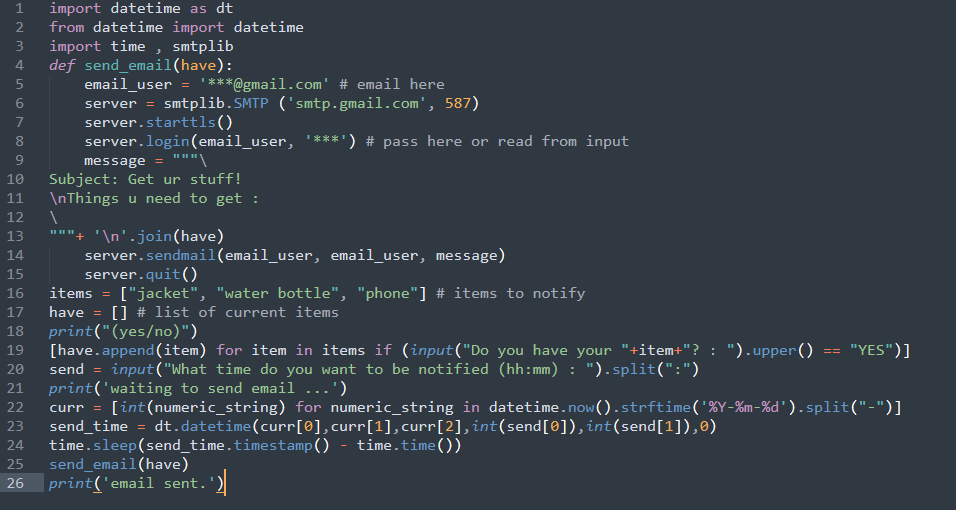 1 import datetime as dt
2 from datetime import datetime
3 import time , smtplib
4 def send_email(have):
5     email_user = '***@gmail.com' # email here
6     server = smtplib.SMTP ('smtp.gmail.com', 587)
7     server.starttls()
8     server.login(email_user, '***') # pass here or read from input
9     message = """\
10 Subject: Get ur stuff!
11 \nThings u need to get :
12 \
13 """+ '\n'.join(have)
14     server.sendmail(email_user, email_user, message)
15     server.quit()
16 items = ["jacket", "water bottle", "phone"] # items to notify
17 have = [] # list of current items
18 print("(yes/no)")
19 [have.append(item) for item in items if (input("Do you have your "+item+"? : ").upper() == "YES")]
20 send = input("What time do you want to be notified (hh:mm) : ").split(":")
21 print('waiting to send email ...')
22 curr = [int(numeric_string) for numeric_string in datetime.now().strftime('%Y-%m-%d').split("-")]
23 send_time = dt.datetime(curr[0],curr[1],curr[2],int(send[0]),int(send[1]),0)
24 time.sleep(send_time.timestamp() - time.time())
25 send_email(have)
26 print('email sent.')